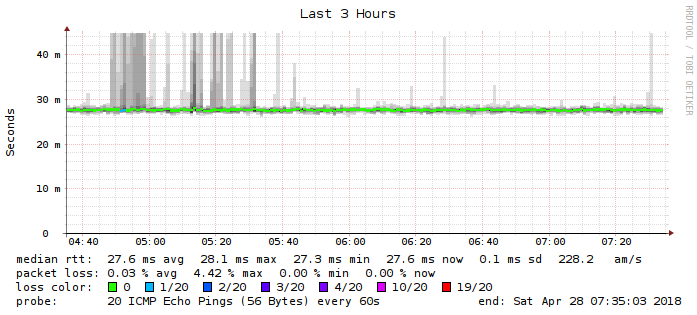 Last 3 Hours
RRDTOOL / TOBI OETIKER
Seconds
40 m
30 m
20 m
10 m
0
04:40 05:00 05:20 05:40 06:00 06:20 06:40 07:00 07:20
median rtt: 27.6 ms avg 28.1 ms max 27.3 ms min 27.6 ms now 0.1 ms sd 228.2 am/s
packet loss: 0.03 % avg 4.42 % max 0.00 % min 0.00 % now
loss color: 0 1/20 2/20 3/20 4/20 10/20 19/20
probe: 20 ICMP Echo Pings (56 Bytes) every 60s end: Sat Apr 28 07:35:03 2018